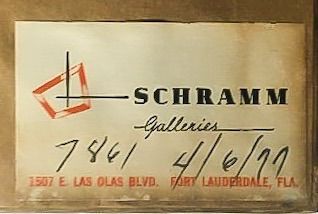 SCHRAMM
Galleries
7861 4/6/77
1507 E. LAS OLAS BLVD. FORT LAUDERDALE, FLA.